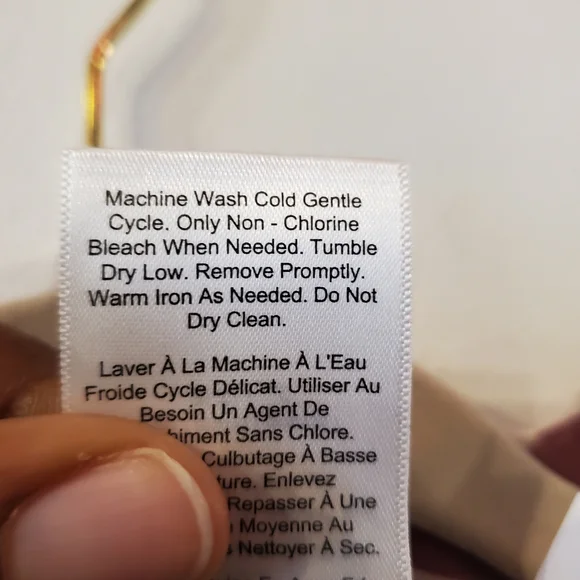 Machine Wash Cold Gentle
Cycle. Only Non - Chlorine
Bleach When Needed. Tumble
Dry Low. Remove Promptly.
Warm Iron As Needed. Do Not
Dry Clean.
Laver À La Machine À L'Eau
Froide Cycle Délicat. Utiliser Au
Besoin Un Agent De
Sans Chlore.
Culbutage À Basse
Enlevez
Repasser À Une
Moyenne Au
Nettoyer À Sec.